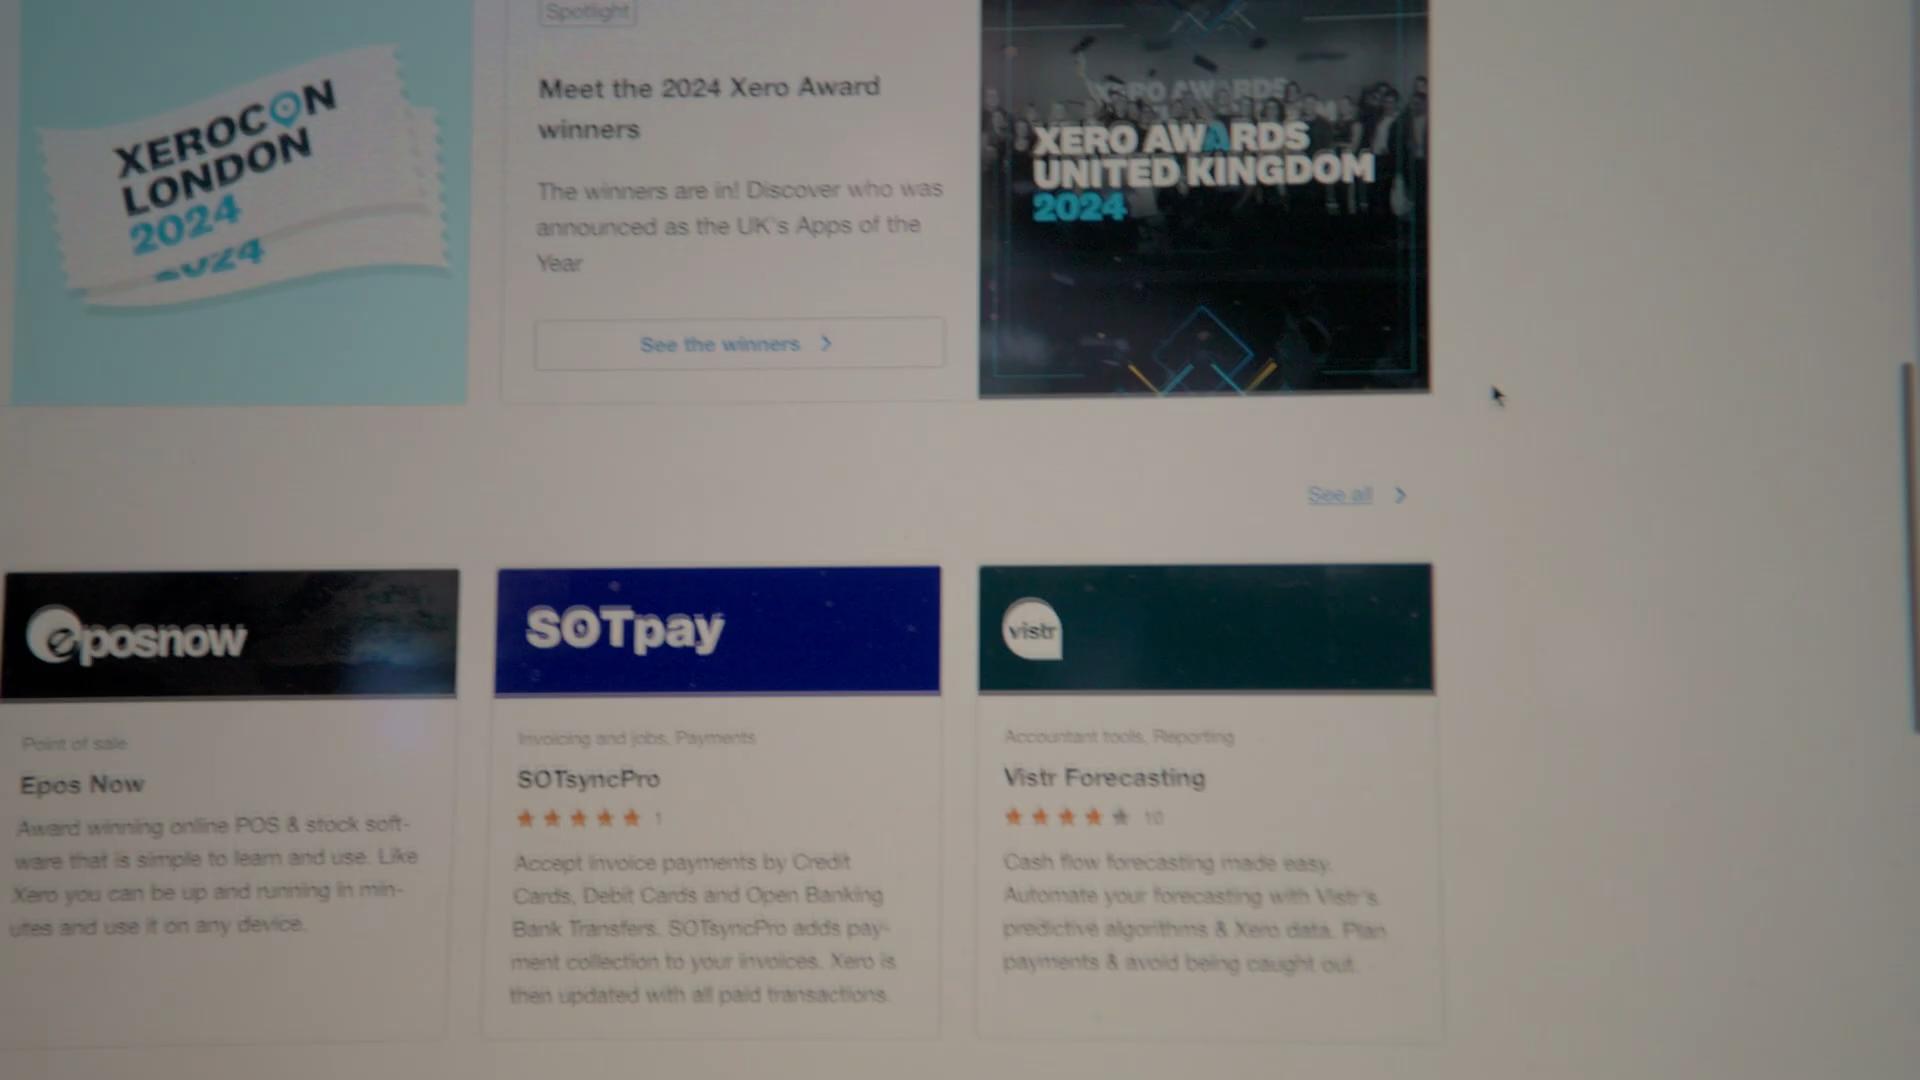 XEROCON
LONDON
2024
2024
Spotlight
Meet the 2024 Xero Award
winners
The winners are in! Discover who was
announced as the UK's Apps of the
Year
See the winners
XERO AWARDS
XERO AWARDS
UNITED KINGDOM
2024
See all
eposnow
Point of sale
Epos Now
Award winning online POS & stock soft-
ware that is simple to learn and use. Like
Xero you can be up and running in min-
utes and use it on any device.
SOTpay
Invoicing and jobs, Payments
SOTsyncPro
1
Accept invoice payments by Credit
Cards, Debit Cards and Open Banking
Bank Transfers. SOTsyncPro adds pay-
ment collection to your invoices. Xero is
then updated with all paid transactions.
vistr
Accountant tools, Reporting
Vistr Forecasting
10
Cash flow forecasting made easy.
Automate your forecasting with Vistr's
predictive algorithms & Xero data. Plan
payments & avoid being caught out.